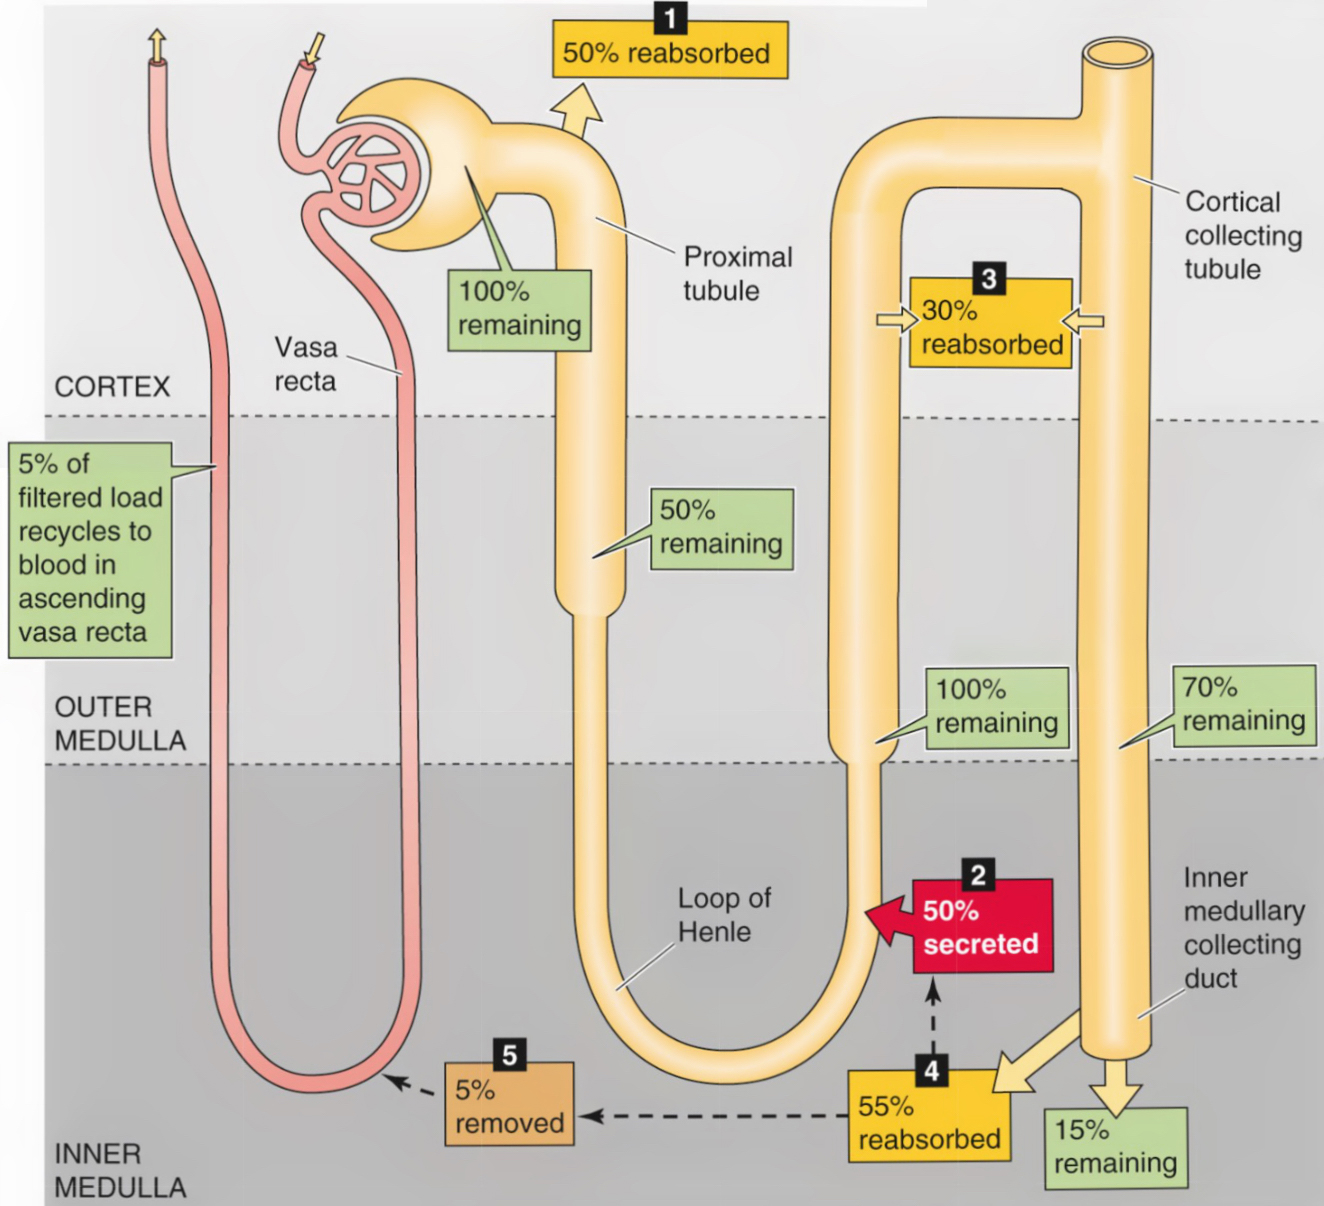 1
50% reabsorbed
100%
remaining
Proximal
tubule
Cortical
collecting
tubule
3
30%
reabsorbed
Vasa
recta
CORTEX
5% of
filtered load
recycles to
blood in
ascending
vasa recta
50%
remaining
OUTER
MEDULLA
100%
remaining
70%
remaining
2
50%
secreted
Loop of
Henle
Inner
medullary
collecting
duct
5
5%
removed
4
55%
reabsorbed
15%
remaining
INNER
MEDULLA